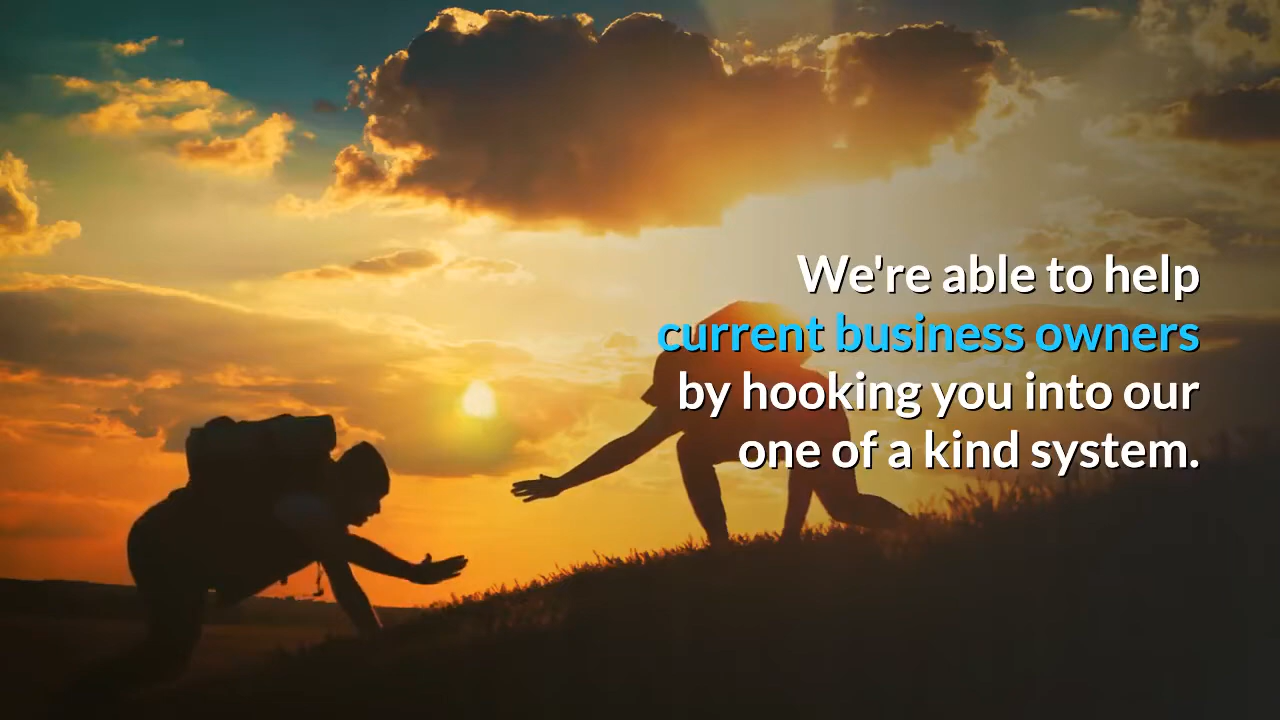 We're able to help
current business owners
by hooking you into our
one of a kind system.